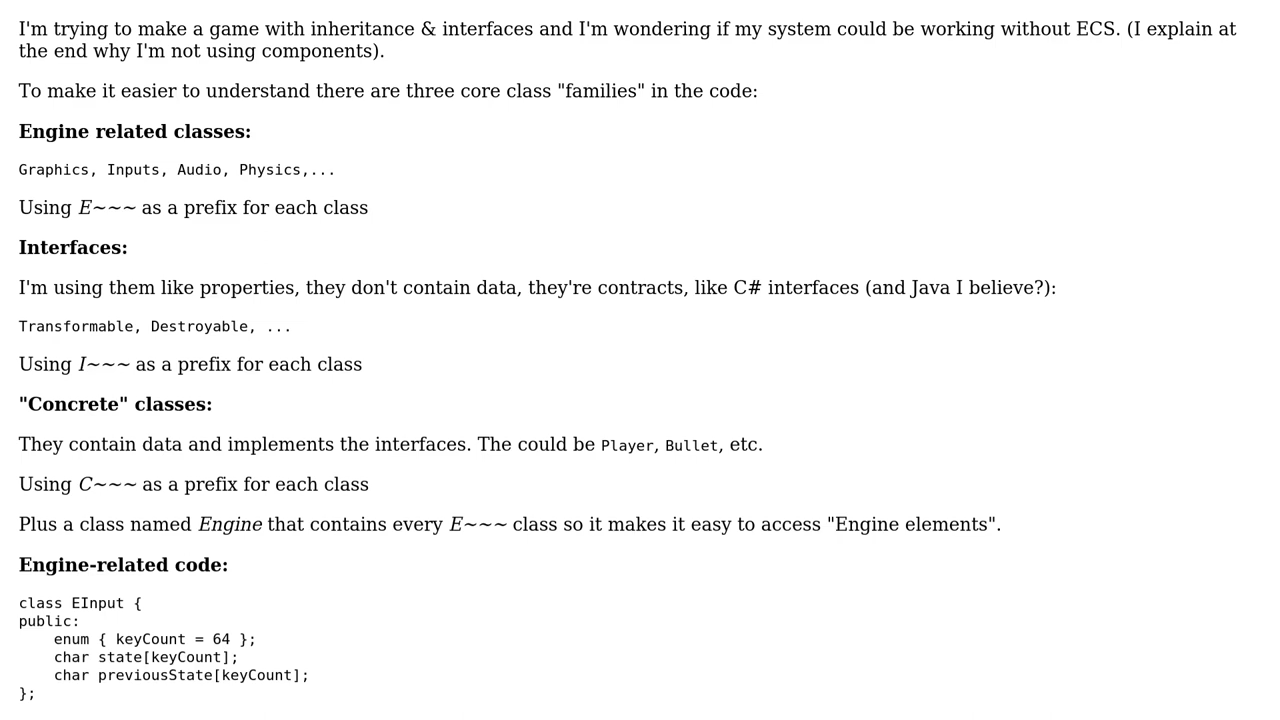 I'm trying to make a game with inheritance & interfaces and I'm wondering if my system could be working without ECS. (I explain at
the end why I'm not using components).
To make it easier to understand there are three core class "families" in the code:
Engine related classes:
Graphics, Inputs, Audio, Physics,...
Using E~~~ as a prefix for each class
Interfaces:
I'm using them like properties, they don't contain data, they're contracts, like C# interfaces (and Java I believe?):
Transformable, Destroyable, ...
Using I~~~ as a prefix for each class
"Concrete" classes:
They contain data and implements the interfaces. The could be Player, Bullet, etc.
Using C~~~ as a prefix for each class
Plus a class named Engine that contains every E~~~ class so it makes it easy to access "Engine elements".
Engine-related code:
class EInput {
public:
    enum { keyCount = 64 };
    char state[keyCount];
    char previousState[keyCount];
};